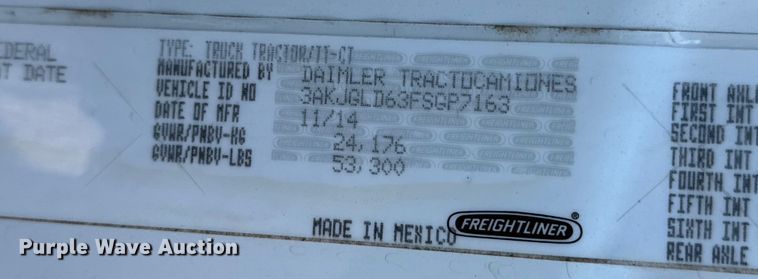 EDERAL
T DATE
TYPE: TRUCK TRACTOR/TT-CT
MANUFACTURED BY DAIMLER TRACTOCAMIONES
VEHICLE ID NO 3AKJGLD63FSGP7163
DATE OF MFR 11/14
GVWR/PNBV-KG 24,176
GVWR/PNBV-LBS 53,300
MADE IN MEXICO FREIGHTLINER®
FRONT AXLE
FIRST INT
SECOND INT
THIRD INT
FOURTH INT
FIFTH INT
SIXTH INT
REAR AXLE
Purple Wave Auction